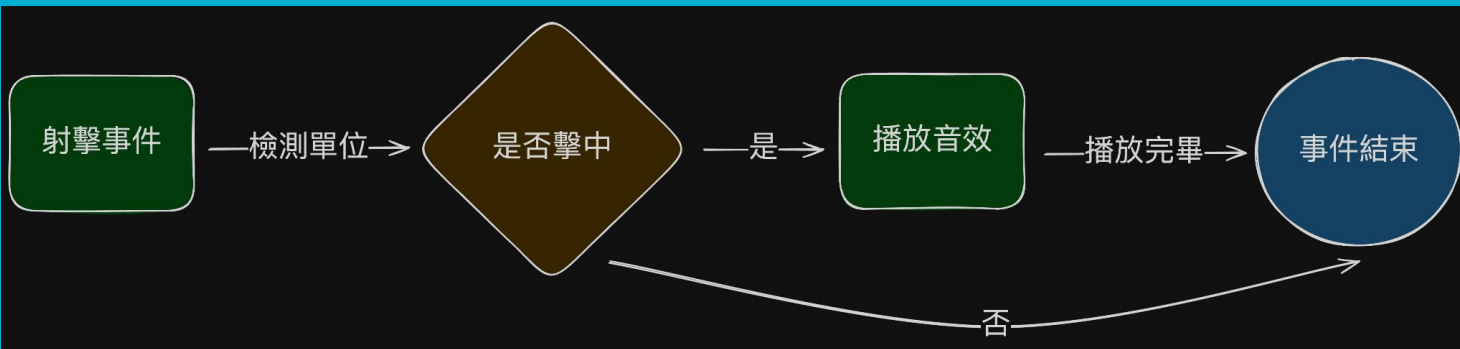 射擊事件
檢測單位
是否擊中
是
播放音效
播放完畢
事件結束
否